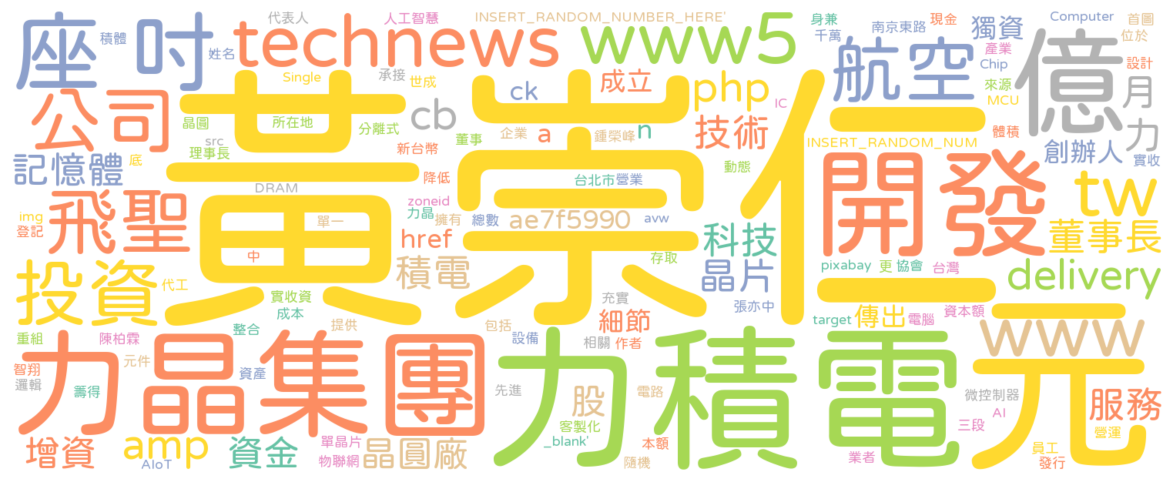 座 吋
積體
代表人
人工智慧
INSERT_RANDOM_NUMBER_HERE'
身兼
千萬
南京東路
現金
獨資
Computer
首圖
位於
姓名
technews
www5
航空
億
產業
Chip
設計
公司
Single
承接
世成
cb
ck
成立
php
IC
來源
MCU
月
力
晶圓
所在地
分離式
董事
企業
a
鍾榮峰
n
技術
INSERT_RANDOM_NUM
體積
創辦人
實收
記憶體
底
src
理事長
新台幣
降低
動態
黃崇仁
開發
tw
DRAM
zoneid
台北市
營業
img
登記
飛聖
單一
力晶
擁有
總數
ae7f5990
avw
科技
董事長
中
href
存取
投資
代工
積電
晶片
pixabay
更
協會
台灣
delivery
實收資
成本
充實
張亦中
target
傳出
電腦
資本額
重組
陳柏霖
整合
提供
包括
設備
細節
相關
作者
www
力晶集團
力積電
元
智翔
邏輯
元件
壽得
資產
先進
股
電路
微控制器
服務
客製化
AI
三段
增資
amp
AIoT
資金
單晶片
物聯網
晶圓廠
_blank'
本額
隨機
業者
員工
發行
營運